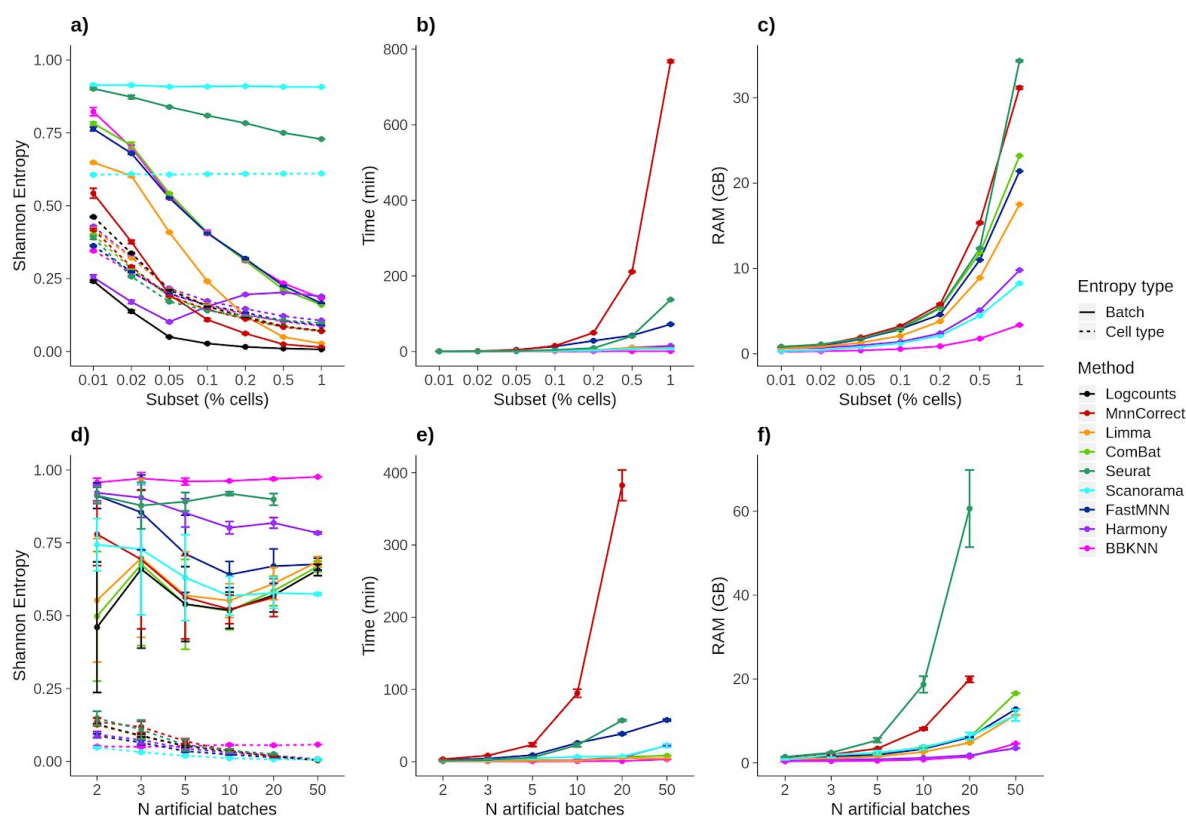 a)
Shannon Entropy
1.00
0.75
0.50
0.25
0.00
0.01 0.02 0.05 0.1 0.2 0.5 1
Subset (% cells)
b)
Time (min)
800
600
400
200
0
0.01 0.02 0.05 0.1 0.2 0.5 1
Subset (% cells)
c)
RAM (GB)
30
20
10
0
0.01 0.02 0.05 0.1 0.2 0.5 1
Subset (% cells)
d)
Shannon Entropy
1.00
0.75
0.50
0.25
0.00
2 3 5 10 20 50
N artificial batches
e)
Time (min)
400
300
200
100
0
2 3 5 10 20 50
N artificial batches
f)
RAM (GB)
60
40
20
0
2 3 5 10 20 50
N artificial batches
Entropy type
Batch
Cell type
Method
Logcounts
MnnCorrect
Limma
ComBat
Seurat
Scanorama
FastMNN
Harmony
BBKNN